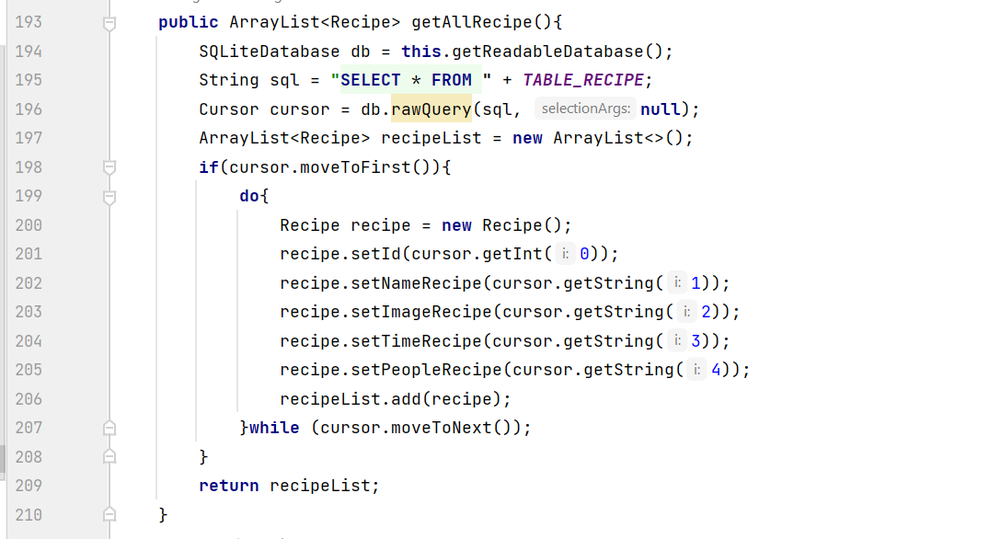 193 public ArrayList<Recipe> getAllRecipe(){
194 SQLiteDatabase db = this.getReadableDatabase();
195 String sql = "SELECT * FROM " + TABLE_RECIPE;
196 Cursor cursor = db.rawQuery(sql, selectionArgs: null);
197 ArrayList<Recipe> recipeList = new ArrayList<>();
198 if(cursor.moveToFirst()){
199 do{
200 Recipe recipe = new Recipe();
201 recipe.setId(cursor.getInt( i: 0));
202 recipe.setNameRecipe(cursor.getString( i: 1));
203 recipe.setImageRecipe(cursor.getString( i: 2));
204 recipe.setTimeRecipe(cursor.getString( i: 3));
205 recipe.setPeopleRecipe(cursor.getString( i: 4));
206 recipeList.add(recipe);
207 }while (cursor.moveToNext());
208 }
209 return recipeList;
210 }